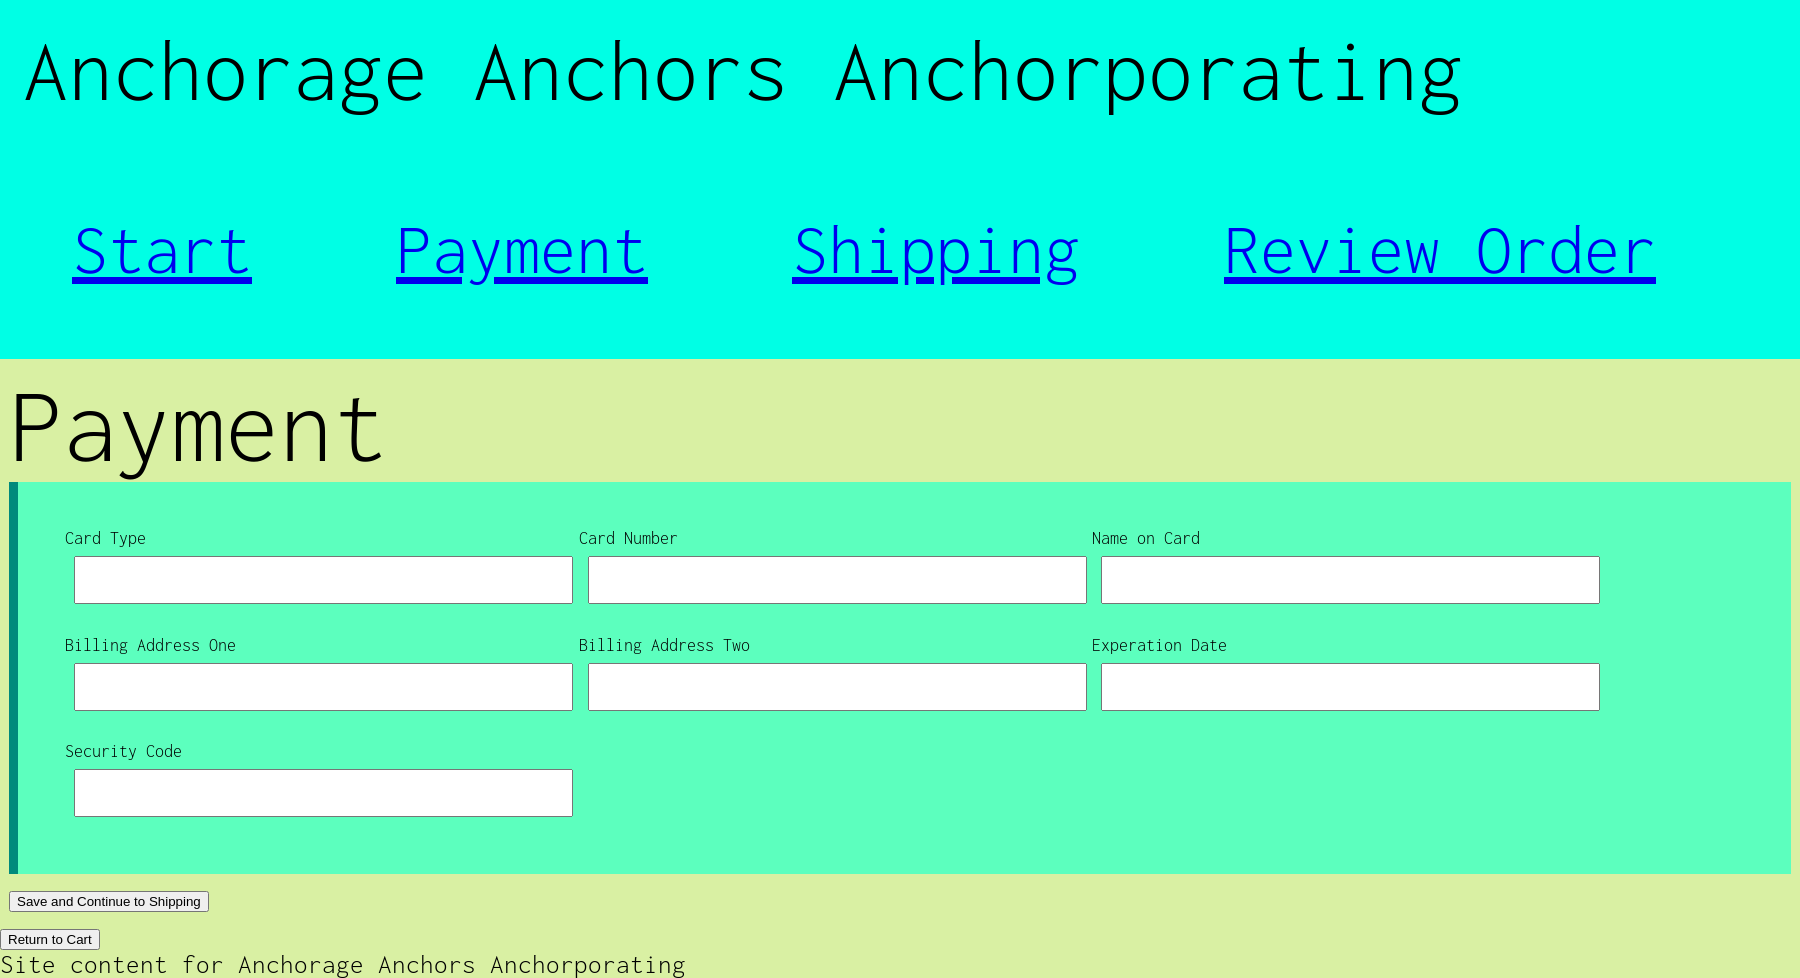 Anchorage Anchors Anchorporating
Start Payment Shipping Review Order
Payment
Card Type Card Number Name on Card
Billing Address One Billing Address Two Experation Date
Security Code
Save and Continue to Shipping
Return to Cart
Site content for Anchorage Anchors Anchorporating